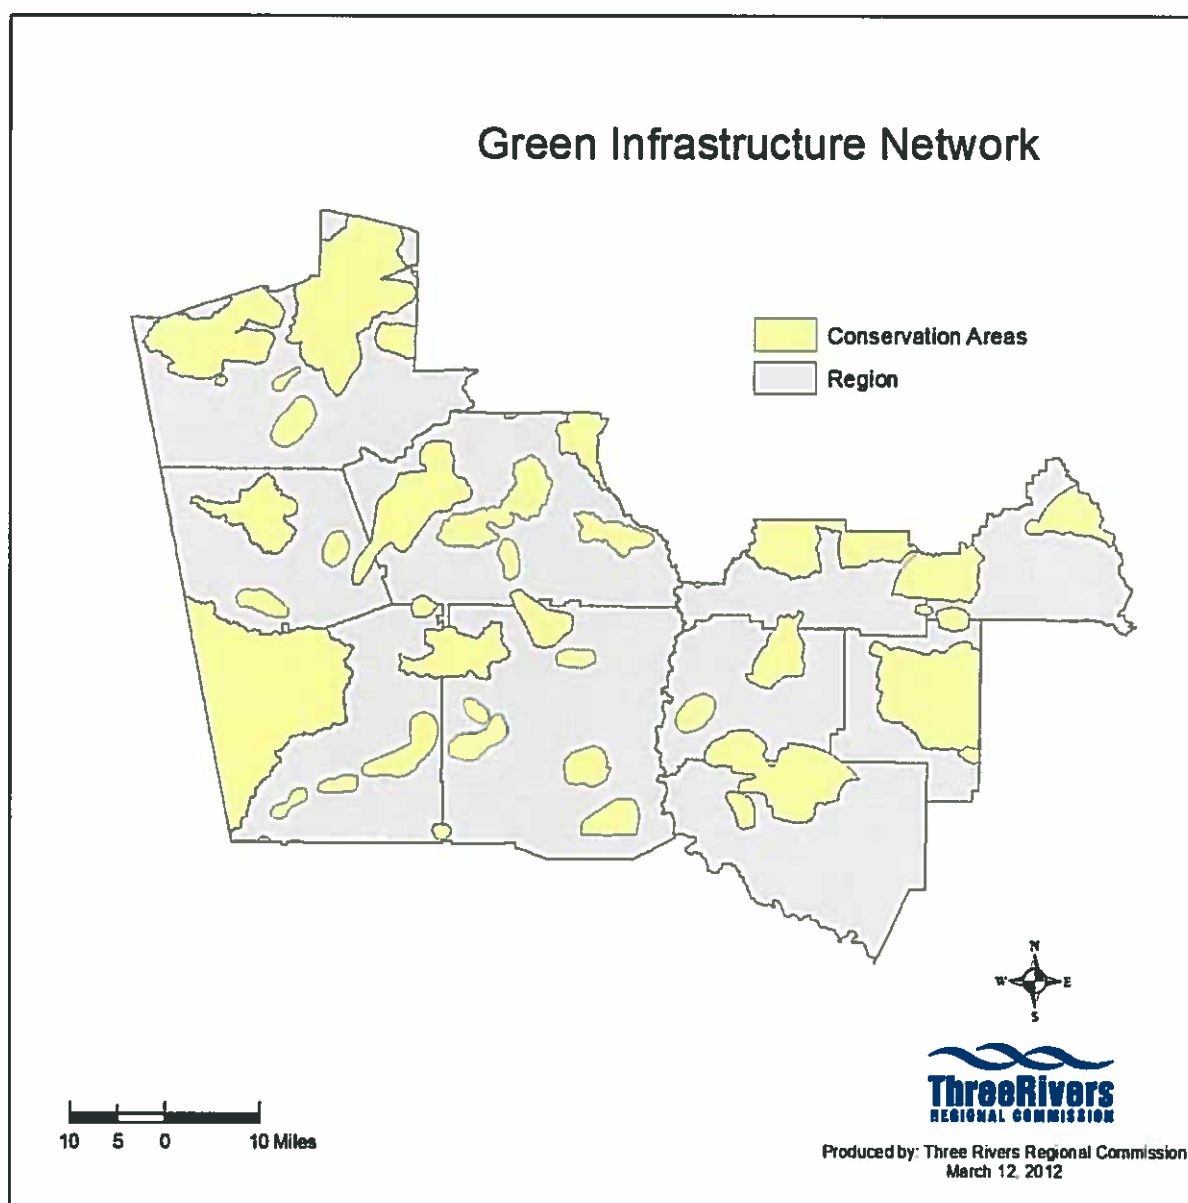 Green Infrastructure Network
Conservation Areas
Region
N
W E
S
ThreeRivers
REGIONAL COMMISSION
10 5 0 10 Miles
Produced by: Three Rivers Regional Commission
March 12, 2012